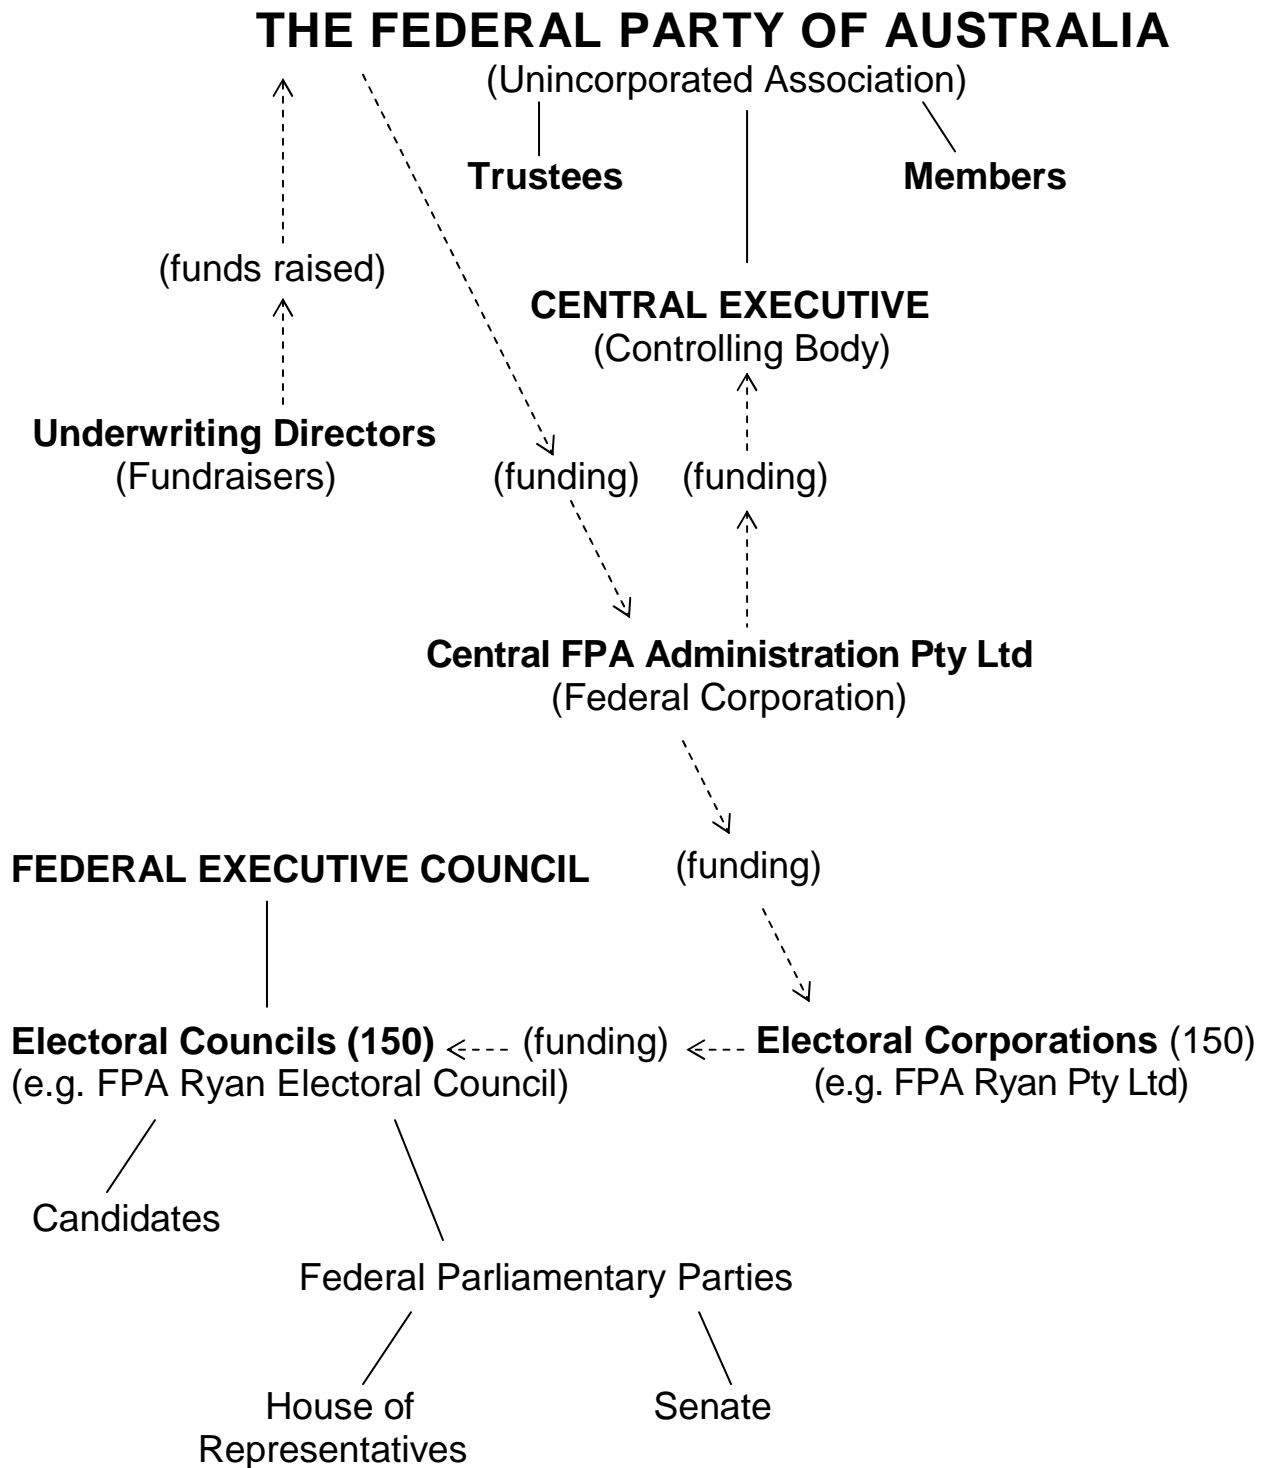 THE FEDERAL PARTY OF AUSTRALIA
(Unincorporated Association)
Trustees
Members
(funds raised)
CENTRAL EXECUTIVE
(Controlling Body)
Underwriting Directors
(Fundraisers)
(funding)
(funding)
Central FPA Administration Pty Ltd
(Federal Corporation)
FEDERAL EXECUTIVE COUNCIL
(funding)
Electoral Councils (150)
(funding)
Electoral Corporations (150)
(e.g. FPA Ryan Electoral Council)
(e.g. FPA Ryan Pty Ltd)
Candidates
Federal Parliamentary Parties
House of
Representatives
Senate